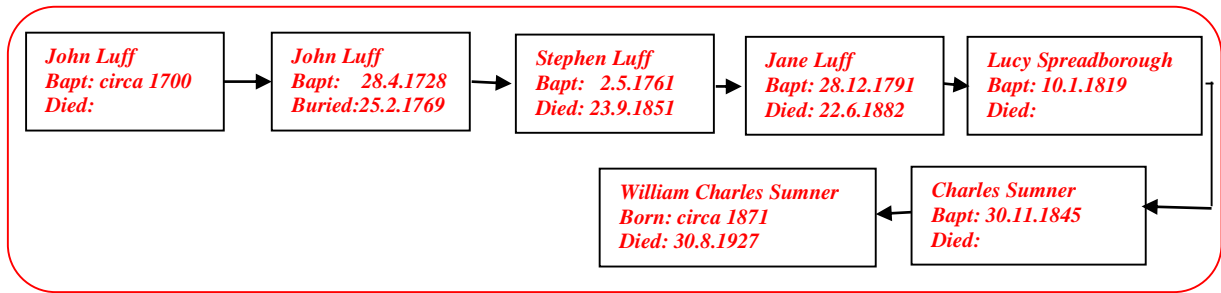 John Luff
Bapt: circa 1700
Died:
John Luff
Bapt: 28.4.1728
Buried:25.2.1769
Stephen Luff
Bapt: 2.5.1761
Died: 23.9.1851
Jane Luff
Bapt: 28.12.1791
Died: 22.6.1882
Lucy Spreadborough
Bapt: 10.1.1819
Died:
Charles Sumner
Bapt: 30.11.1845
Died:
William Charles Sumner
Born: circa 1871
Died: 30.8.1927